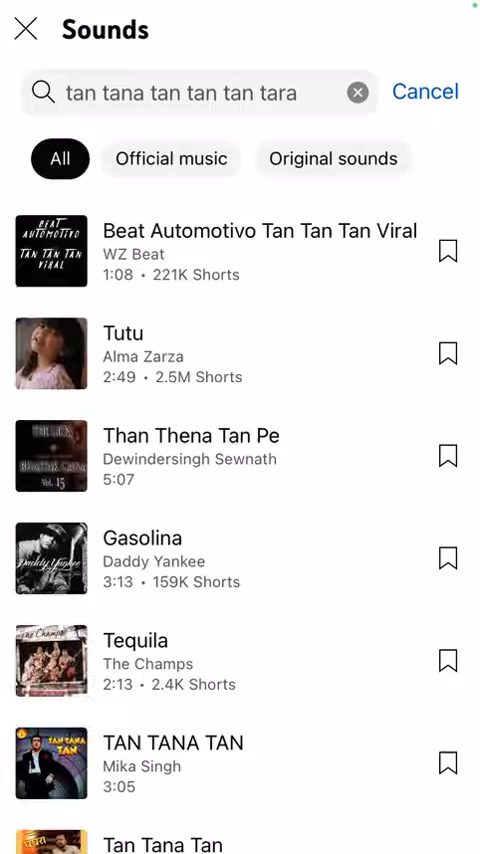 Sounds
tan tana tan tan tan tara
Cancel
All
Official music
Original sounds
BEAT
AUTOMOTIVO
TAN TAN TAN
VIRAL
Beat Automotivo Tan Tan Tan Viral
WZ Beat
1:08 • 221K Shorts
Tutu
Alma Zarza
2:49 • 2.5M Shorts
Vol. 15
Than Thena Tan Pe
Dewindersingh Sewnath
5:07
Daddy Yankee
Gasolina
Daddy Yankee
3:13 • 159K Shorts
The Champs
Tequila
The Champs
2:13 • 2.4K Shorts
TAN TANA
TAN
TAN TANA TAN
Mika Singh
3:05
Tan Tana Tan